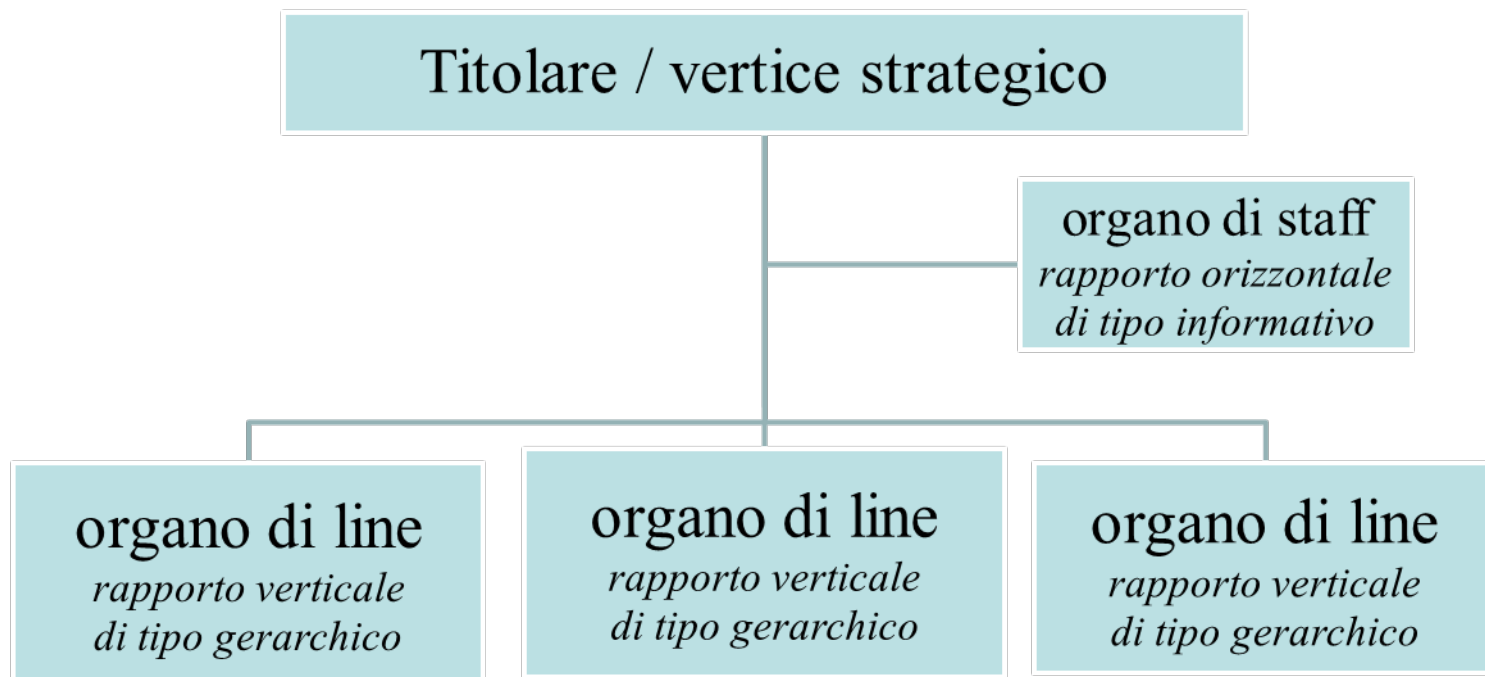 Titolare / vertice strategico
organo di staff
rapporto orizzontale
di tipo informativo
organo di line
rapporto verticale
di tipo gerarchico
organo di line
rapporto verticale
di tipo gerarchico
organo di line
rapporto verticale
di tipo gerarchico